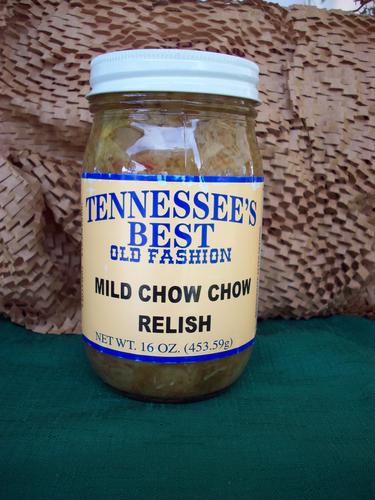 TENNESSEE'S
BEST
OLD FASHION
MILD CHOW CHOW
RELISH
NET WT. 16 OZ. (453.59g)